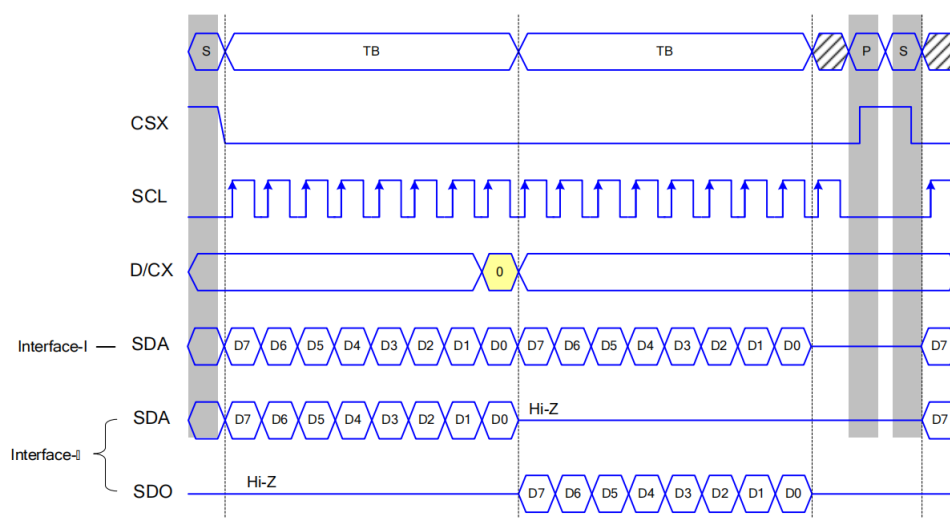 S TB TB P S
CSX
SCL
D/CX 0
Interface-I SDA D7 D6 D5 D4 D3 D2 D1 D0 D7 D6 D5 D4 D3 D2 D1 D0 D7
SDA D7 D6 D5 D4 D3 D2 D1 D0 Hi-Z D7
Interface-
SDO Hi-Z D7 D6 D5 D4 D3 D2 D1 D0